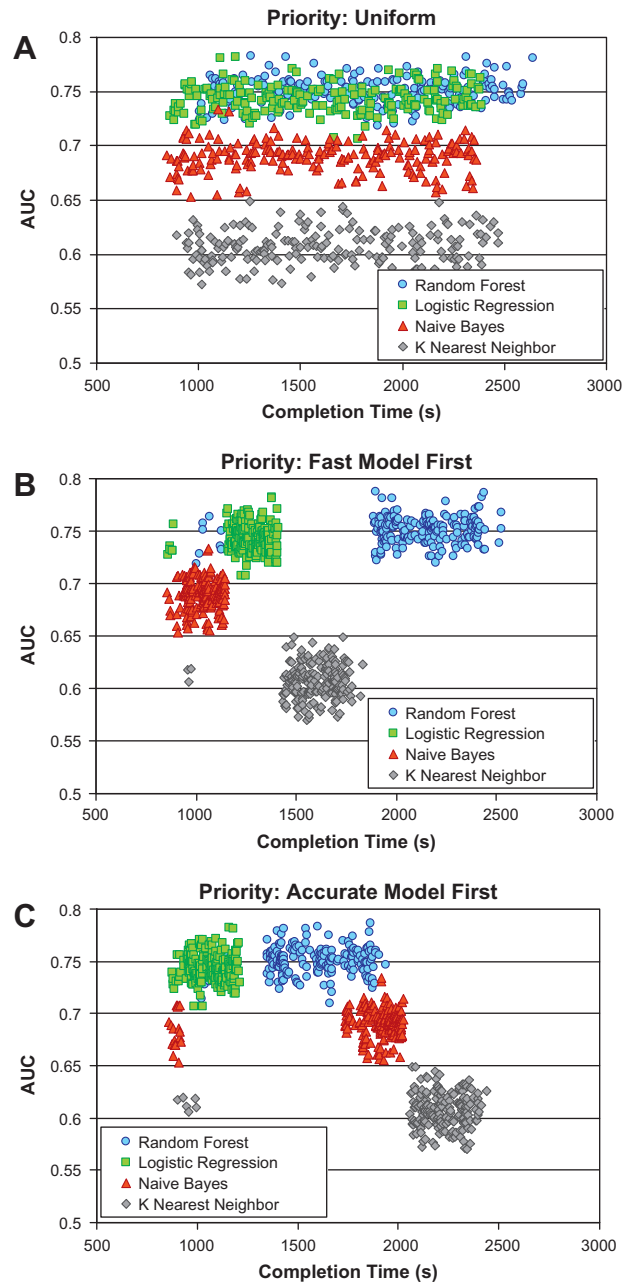 Priority: Uniform
A
0.8
0.75
0.7
0.65
0.6
0.55
0.5
AUC
Random Forest
Logistic Regression
Naive Bayes
K Nearest Neighbor
500 1000 1500 2000 2500 3000
Completion Time (s)
Priority: Fast Model First
B
0.8
0.75
0.7
0.65
0.6
0.55
0.5
AUC
Random Forest
Logistic Regression
Naive Bayes
K Nearest Neighbor
500 1000 1500 2000 2500 3000
Completion Time (s)
Priority: Accurate Model First
C
0.8
0.75
0.7
0.65
0.6
0.55
0.5
AUC
Random Forest
Logistic Regression
Naive Bayes
K Nearest Neighbor
500 1000 1500 2000 2500 3000
Completion Time (s)